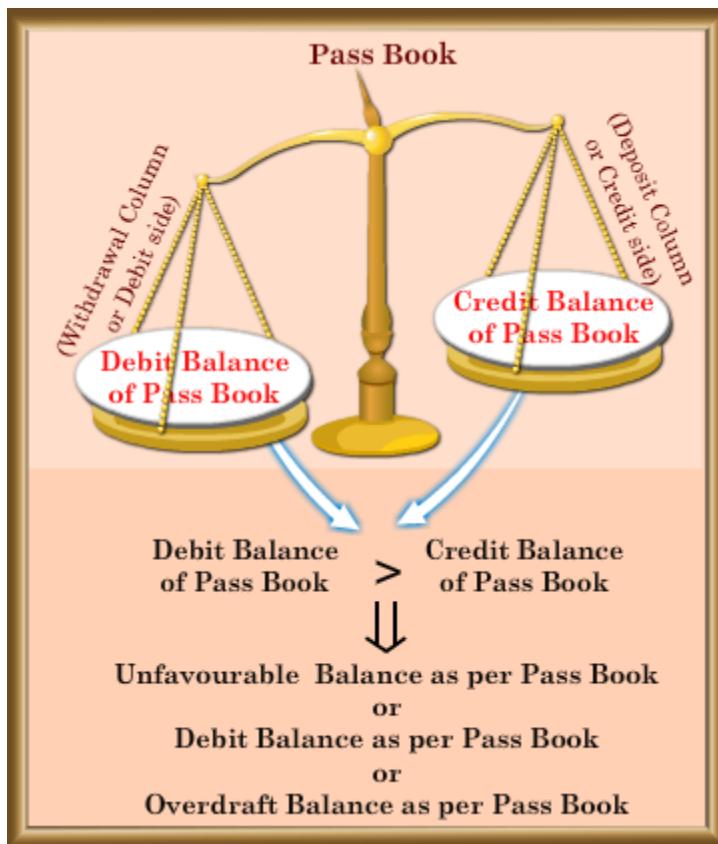 Pass Book
(Withdrawal Column
or Debit side)
(Deposit Column
or Credit side)
Debit Balance
of Pass Book
Credit Balance
of Pass Book
Debit Balance
of Pass Book
>
Credit Balance
of Pass Book
Unfavourable Balance as per Pass Book
or
Debit Balance as per Pass Book
or
Overdraft Balance as per Pass Book